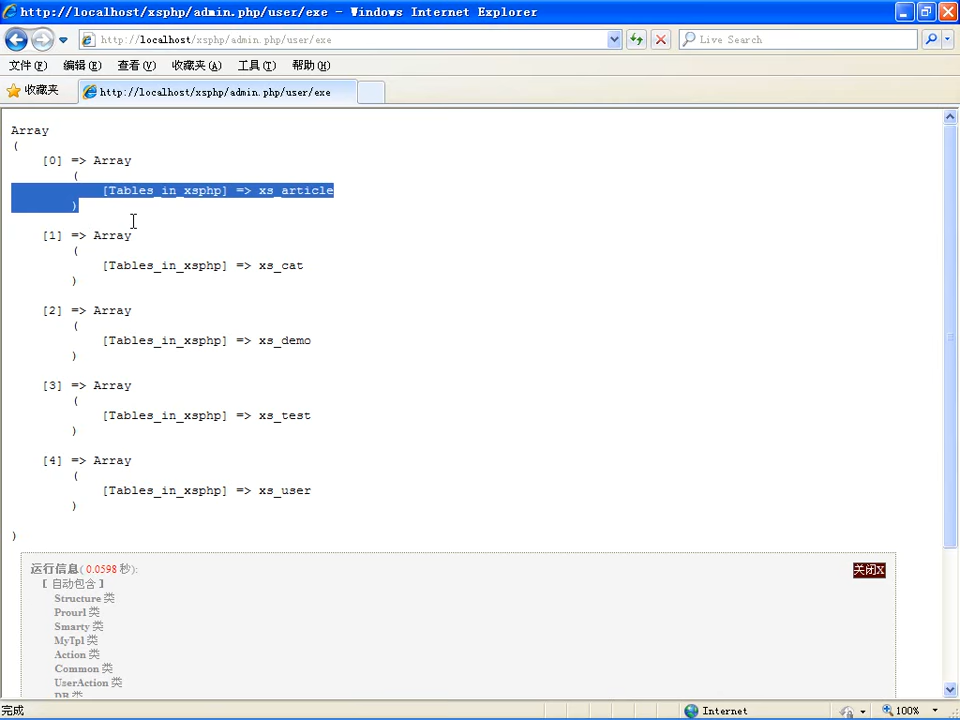 http://localhost/xsphp/admin.php/user/exe - Windows Internet Explorer
http://localhost/xsphp/admin.php/user/exe
Live Search
文件(F) 编辑(E) 查看(V) 收藏夹(A) 工具(T) 帮助(H)
收藏夹 http://localhost/xsphp/admin.php/user/exe
Array
(
[0] => Array
(
[Tables_in_xsphp] => xs_article
)
[1] => Array
(
[Tables_in_xsphp] => xs_cat
)
[2] => Array
(
[Tables_in_xsphp] => xs_demo
)
[3] => Array
(
[Tables_in_xsphp] => xs_test
)
[4] => Array
(
[Tables_in_xsphp] => xs_user
)
)
运行信息( 0.0598 秒): 关闭X
[ 自动包含 ]
Structure 类
Prourl 类
Smarty 类
MyTpl 类
Action 类
Common 类
UserAction 类
DB 类
完成 Internet 100%